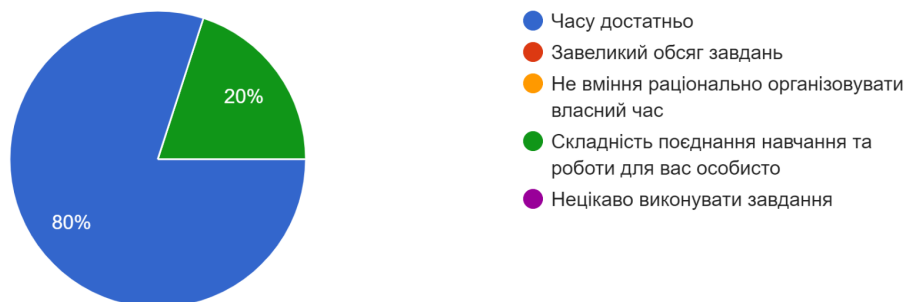 80%
20%
Часу достатньо
Завеликий обсяг завдань
Не вміння раціонально організовувати
власний час
Складність поєднання навчання та
роботи для вас особисто
Нецікаво виконувати завдання